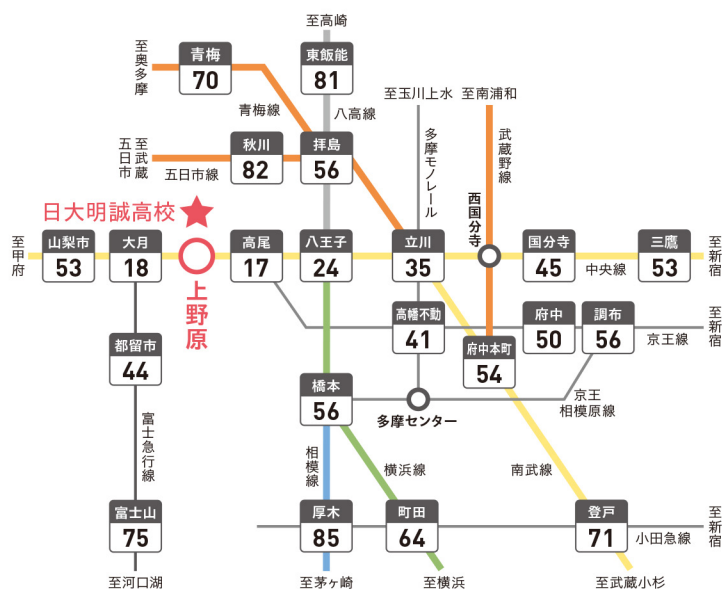 至高崎
至奥多摩
青梅
70
東飯能
81
青梅線
八高線
至玉川上水
至南浦和
至武蔵五日市
秋川
82
拝島
56
五日市線
多摩モノレール
武蔵野線
西国分寺
日大明誠高校
至甲府
山梨市
53
大月
18
上野原
高尾
17
八王子
24
立川
35
国分寺
45
中央線
三鷹
53
至新宿
都留市
44
高幡不動
41
府中本町
54
府中
50
調布
56
京王線
至新宿
橋本
56
多摩センター
京王
相模原線
富士急行線
相模線
横浜線
南武線
富士山
75
厚木
85
町田
64
登戸
71
小田急線
至新宿
至河口湖
至茅ヶ崎
至横浜
至武蔵小杉